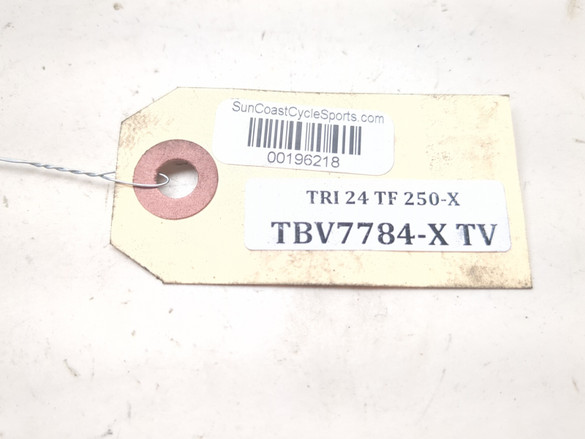 SunCoastCycleSports.com
00196218
TRI 24 TF 250-X
TBV7784-X TV